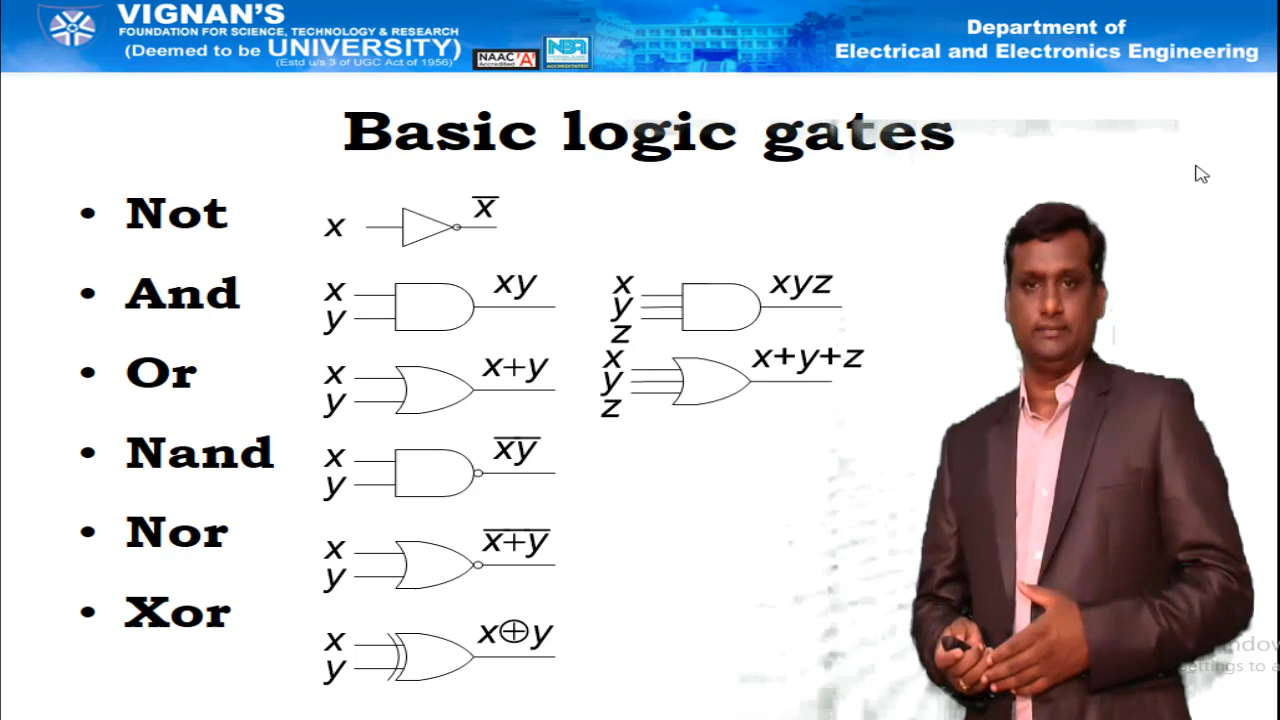 VIGNAN'S
FOUNDATION FOR SCIENCE, TECHNOLOGY & RESEARCH
(Deemed to be UNIVERSITY)
(Estd u/s 3 of UGC Act of 1956)
NAAC 'A'
Accredited
NBA
ACCREDITED
Department of
Electrical and Electronics Engineering
Basic logic gates
• Not
x
x̅
• And
x
y
xy
x
y
z
xyz
• Or
x
y
x+y
x
y
z
x+y+z
• Nand
x
y
x̅y̅
• Nor
x
y
x̅+̅y̅
• Xor
x
y
x⊕y
settings to a